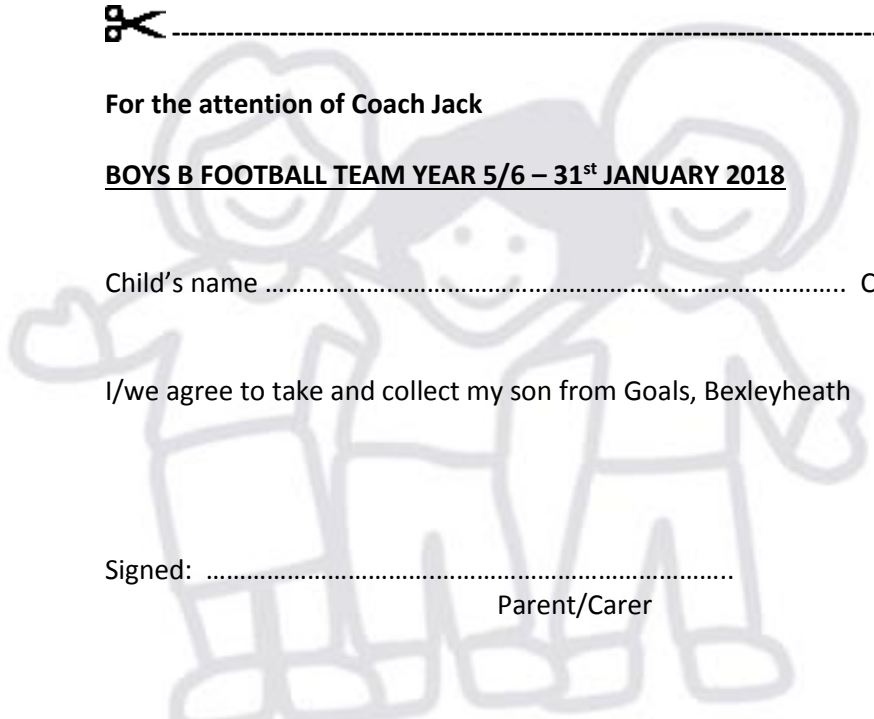 For the attention of Coach Jack
BOYS B FOOTBALL TEAM YEAR 5/6 – 31st JANUARY 2018
Child’s name ……………………………………………………………………….. C
I/we agree to take and collect my son from Goals, Bexleyheath
Signed: ………………………………………………………………..
Parent/Carer